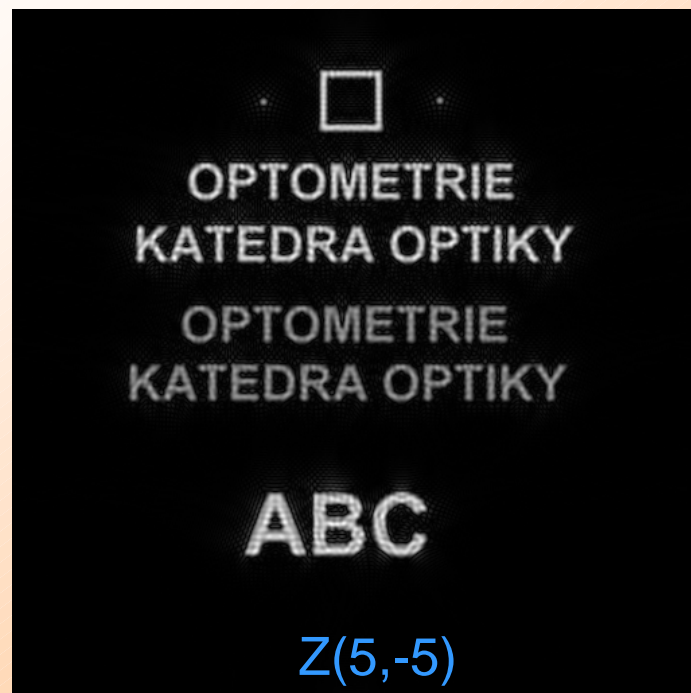 OPTOMETRIE
KATEDRA OPTIKY
OPTOMETRIE
KATEDRA OPTIKY
ABC
Z(5,-5)